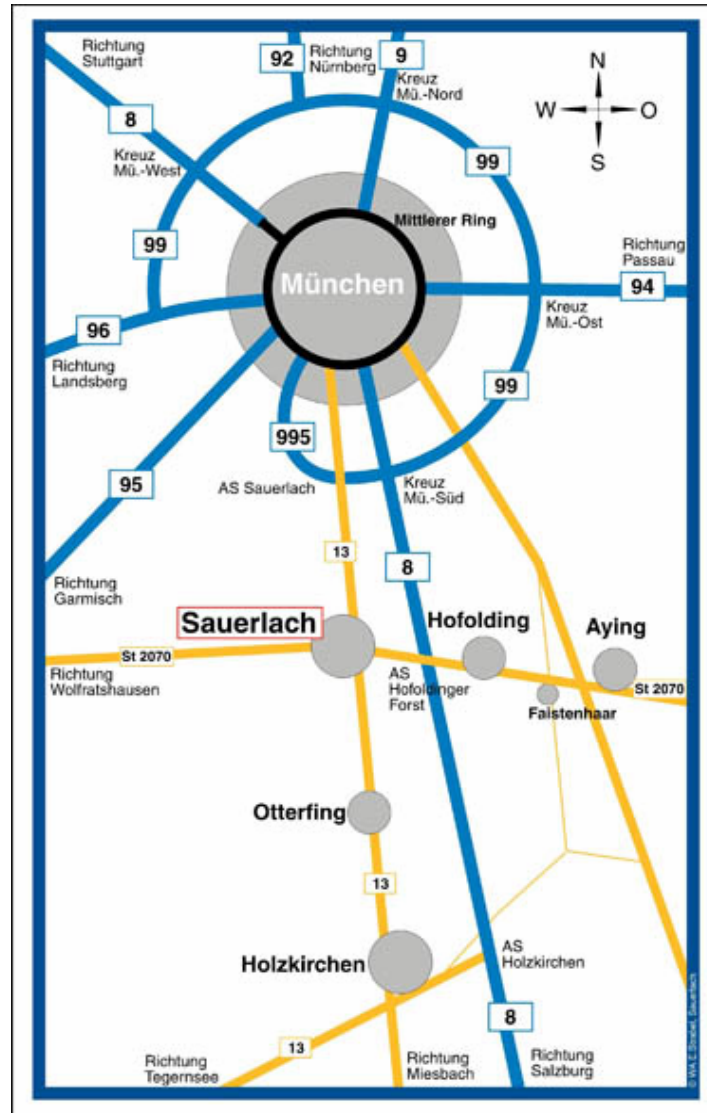 Richtung
Stuttgart
92
Richtung
Nürnberg
9
Kreuz
Mü.-Nord
N
W
O
S
8
Kreuz
Mü.-West
99
99
Mittlerer Ring
München
Richtung
Passau
94
Kreuz
Mü.-Ost
96
Richtung
Landsberg
99
995
95
AS Sauerlach
Kreuz
Mü.-Süd
13
8
Richtung
Garmisch
Sauerlach
Hofolding
Aying
St 2070
Richtung
Wolfratshausen
AS
Hofoldinger
Forst
St 2070
Faistenhaar
Otterfing
13
Holzkirchen
AS
Holzkirchen
8
13
Richtung
Tegernsee
Richtung
Miesbach
Richtung
Salzburg